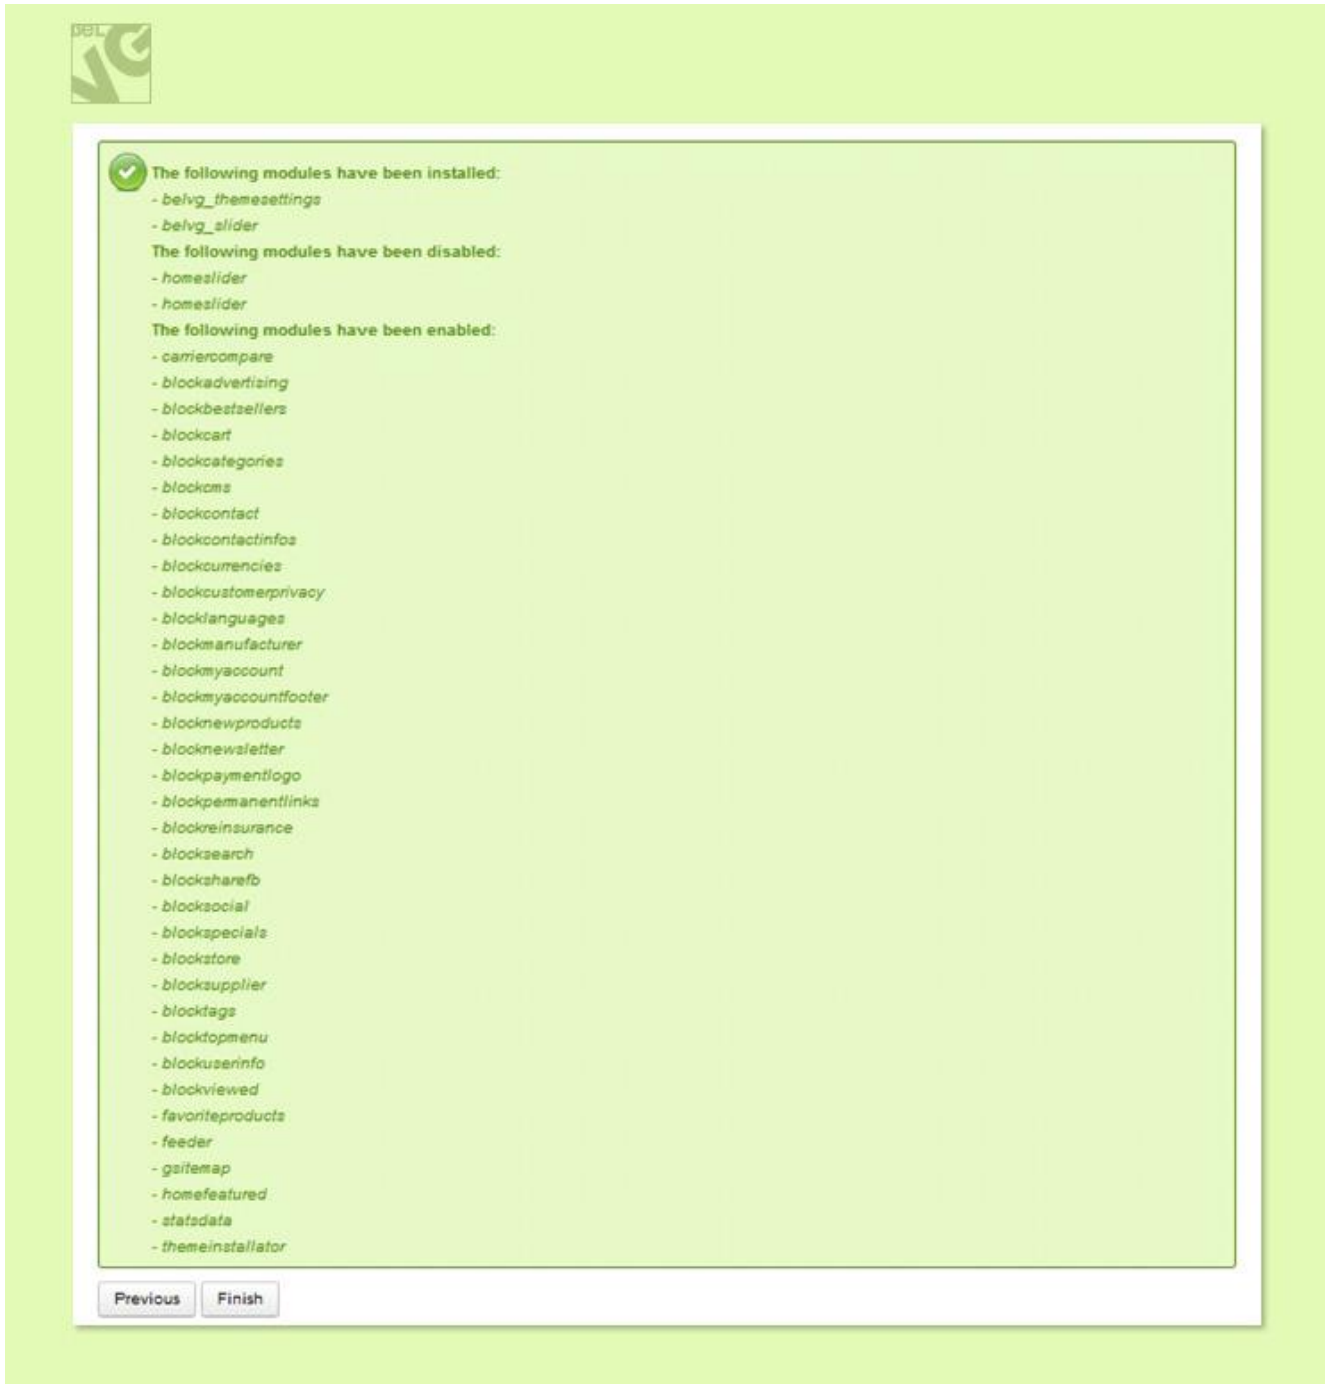 BEL
VG
The following modules have been installed:
- belvg_themesettings
- belvg_slider
The following modules have been disabled:
- homeslider
- homeslider
The following modules have been enabled:
- carriercompare
- blockadvertising
- blockbestsellers
- blockcart
- blockcategories
- blockcms
- blockcontact
- blockcontactinfos
- blockcurrencies
- blockcustomerprivacy
- blocklanguages
- blockmanufacturer
- blockmyaccount
- blockmyaccountfooter
- blocknewproducts
- blocknewsletter
- blockpaymentlogo
- blockpermanentlinks
- blockreinsurance
- blocksearch
- blocksharefb
- blocksocial
- blockspecials
- blockstore
- blocksupplier
- blocktags
- blocktopmenu
- blockuserinfo
- blockviewed
- favoriteproducts
- feeder
- gsitemap
- homefeatured
- statsdata
- themeinstallator
Previous Finish